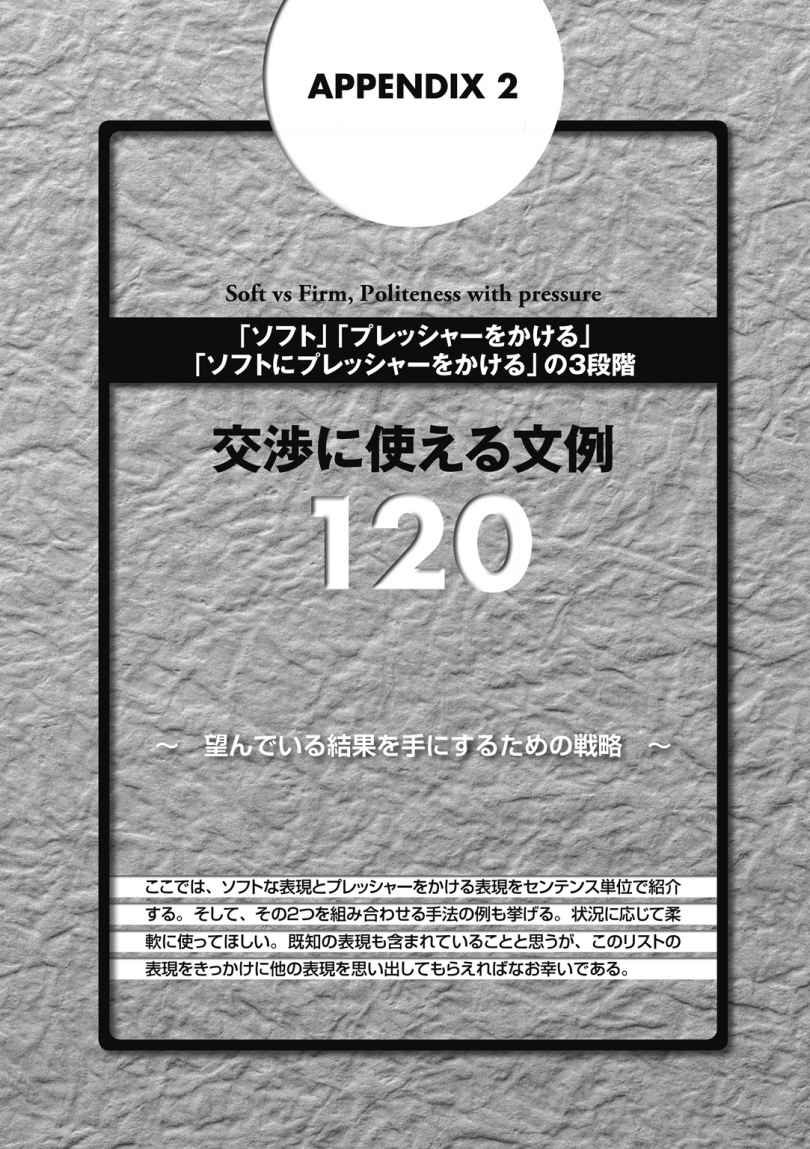 APPENDIX 2
Soft vs Firm, Politeness with pressure
「ソフト」「プレッシャーをかける」
「ソフトにプレッシャーをかける」の3段階
交渉に使える文例
120
～ 望んでいる結果を手にするための戦略 ～
ここでは、ソフトな表現とプレッシャーをかける表現をセンテンス単位で紹介
する。そして、その2つを組み合わせる手法の例も挙げる。状況に応じて柔
軟に使ってほしい。既知の表現も含まれていることと思うが、このリストの
表現をきっかけに他の表現を思い出してもらえればなお幸いである。